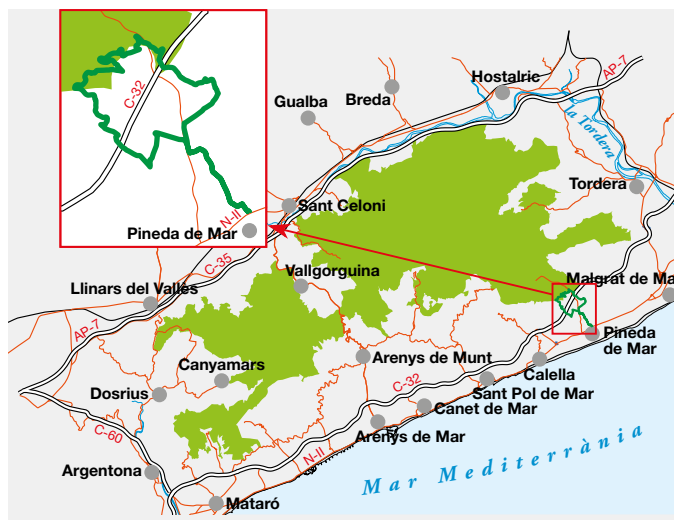 Hostalric
AP-7
Breda
Gualba
la Tordera
C-32
Tordera
Sant Celoni
N-II
Pineda de Mar
C-35
Vallgorguina
Malgrat de Ma
Llinars del Vallès
AP-7
Pineda
de Mar
Arenys de Munt
Canyamars
Calella
C-32
Dosrius
Sant Pol de Mar
Canet de Mar
Arenys de Mar
C-60
N-II
Mar Mediterrània
Argentona
Mataró